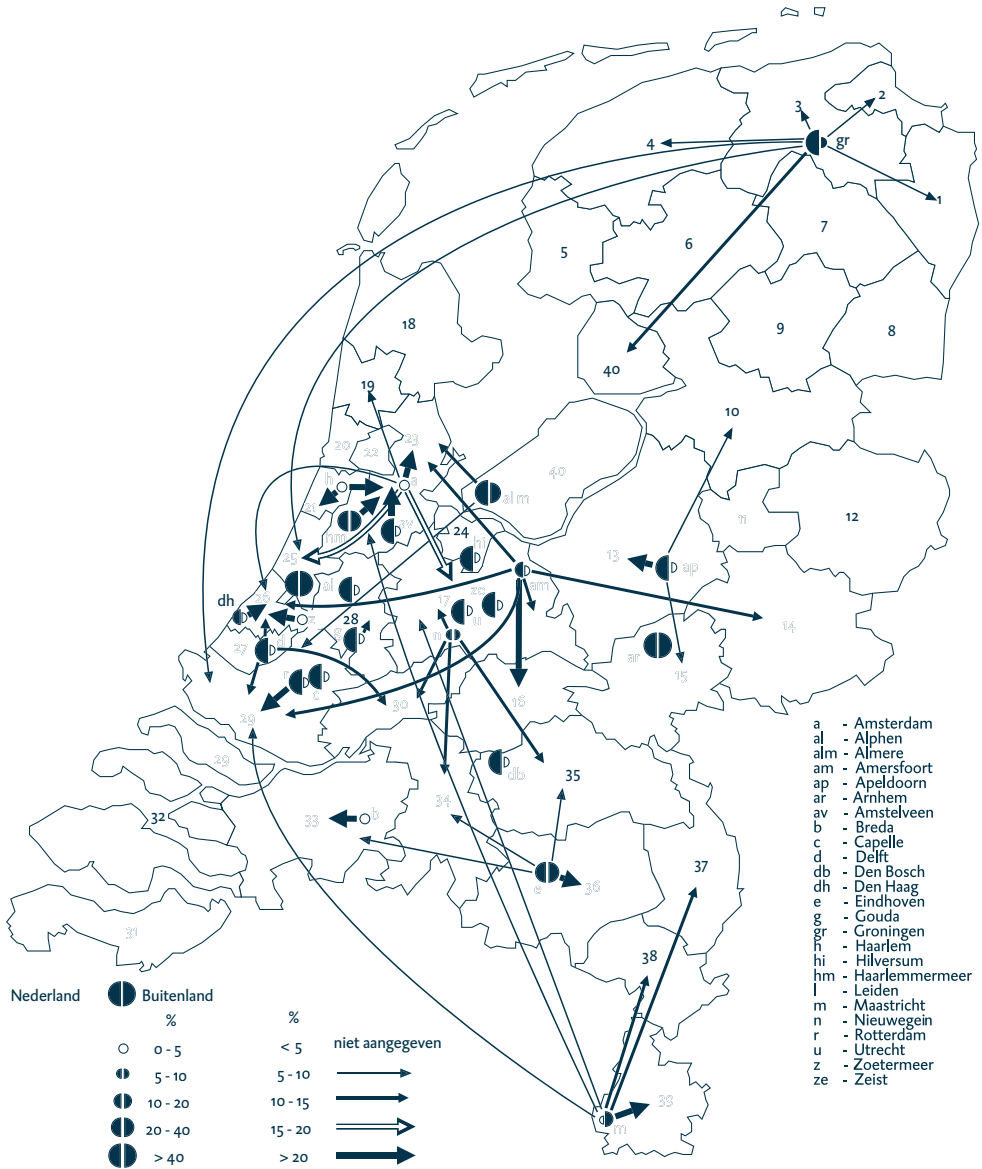 2
3
4
gr
1
7
5
6
18
9
8
40
19
10
20
22
23
40
h
a
alm
21
11
12
hm
av
24
hi
25
13
ap
al
am
ze
dh
26
z
17
u
14
28
g
n
27
d
ar
15
r
c
30
16
29
29
db
35
34
32
33
b
37
e
36
31
38
39
m
a - Amsterdam
al - Alphen
alm - Almere
am - Amersfoort
ap - Apeldoorn
ar - Arnhem
av - Amstelveen
b - Breda
c - Capelle
d - Delft
db - Den Bosch
dh - Den Haag
e - Eindhoven
g - Gouda
gr - Groningen
h - Haarlem
hi - Hilversum
hm - Haarlemmermeer
l - Leiden
m - Maastricht
n - Nieuwegein
r - Rotterdam
u - Utrecht
z - Zoetermeer
ze - Zeist
Nederland Buitenland
% %
0 - 5 < 5 niet aangegeven
5 - 10 5 - 10
10 - 20 10 - 15
20 - 40 15 - 20
> 40 > 20